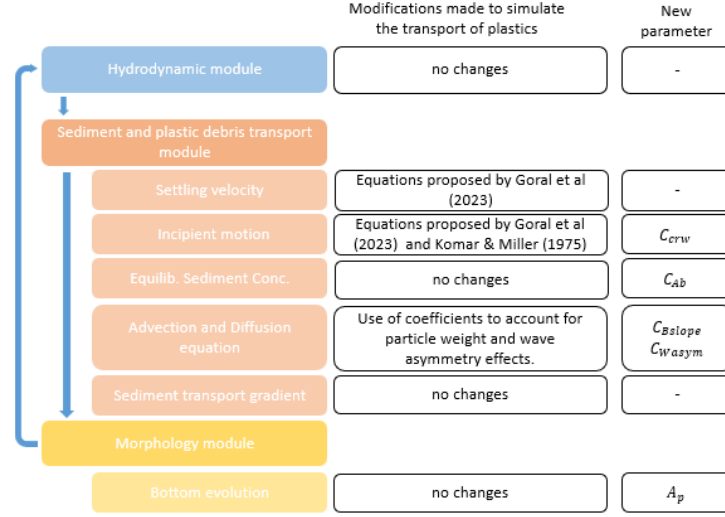 Modifications made to simulate
the transport of plastics
New
parameter
Hydrodynamic module
no changes
-
Sediment and plastic debris transport
module
Settling velocity
Equations proposed by Goral et al
(2023)
-
Incipient motion
Equations proposed by Goral et al
(2023) and Komar & Miller (1975)
C_crw
Equilib. Sediment Conc.
no changes
C_Ab
Advection and Diffusion
equation
Use of coefficients to account for
particle weight and wave
asymmetry effects.
C_Bslope
C_Wasym
Sediment transport gradient
no changes
-
Morphology module
Bottom evolution
no changes
A_p